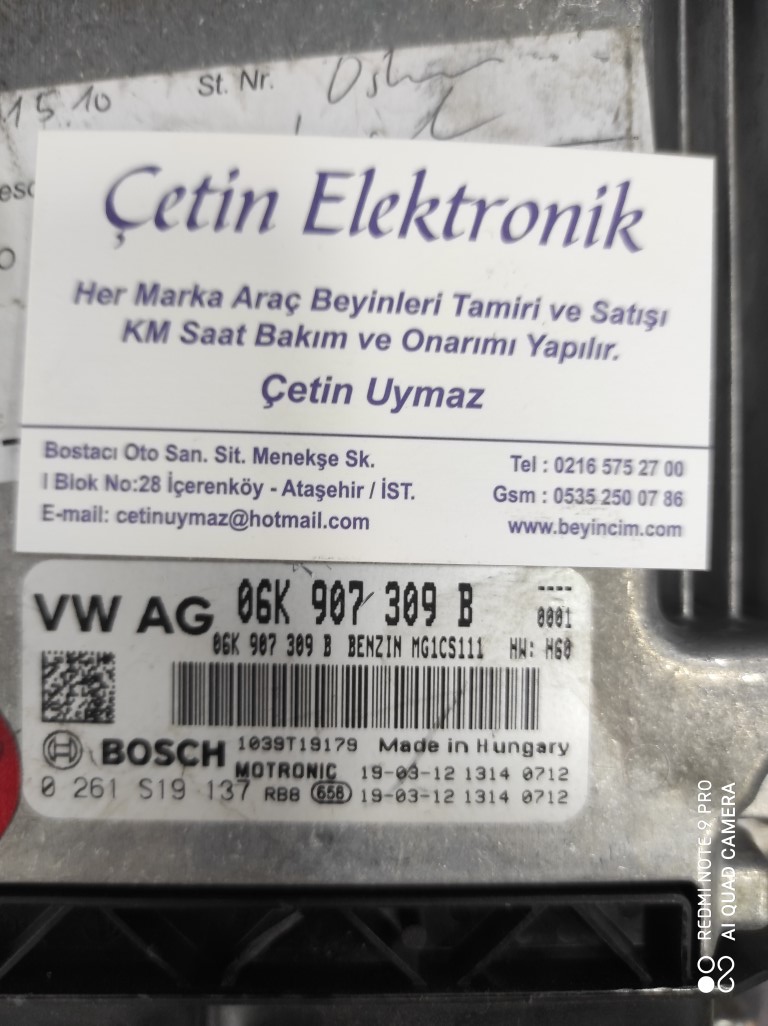 15.10 St. Nr.
Çetin Elektronik
Her Marka Araç Beyinleri Tamiri ve Satışı
KM Saat Bakım ve Onarımı Yapılır.
Çetin Uymaz
Bostacı Oto San. Sit. Menekşe Sk.
I Blok No:28 İçerenköy - Ataşehir / İST.
E-mail: cetinuymaz@hotmail.com
Tel : 0216 575 27 00
Gsm : 0535 250 07 86
www.beyincim.com
VW AG 06K 907 309 B ----
0001
06K 907 309 B BENZIN MG1CS111 HW: H60
BOSCH 1039T19179 Made in Hungary
MOTRONIC 19-03-12 1314 0712
0 261 S19 137 RB8 658 19-03-12 1314 0712
REDMI NOTE 9 PRO
AI QUAD CAMERA